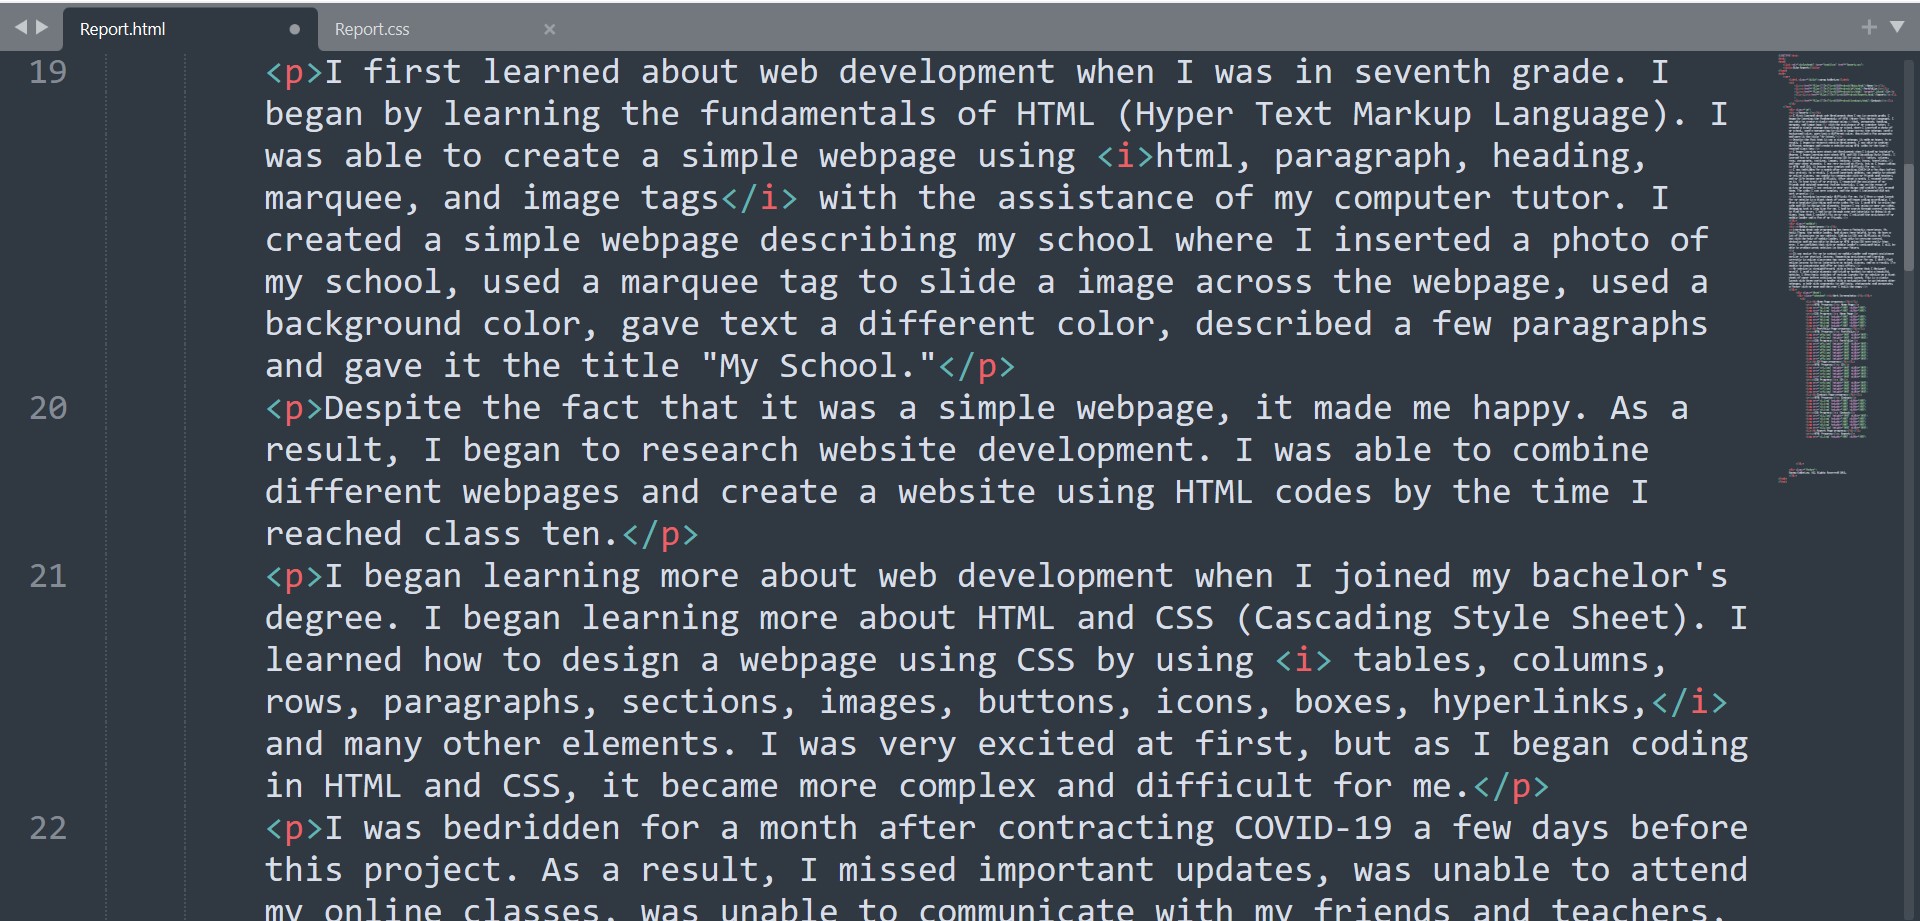 Report.html
Report.css
19 <p>I first learned about web development when I was in seventh grade. I
began by learning the fundamentals of HTML (Hyper Text Markup Language). I
was able to create a simple webpage using <i>html, paragraph, heading,
marquee, and image tags</i> with the assistance of my computer tutor. I
created a simple webpage describing my school where I inserted a photo of
my school, used a marquee tag to slide a image across the webpage, used a
background color, gave text a different color, described a few paragraphs
and gave it the title "My School."</p>
20 <p>Despite the fact that it was a simple webpage, it made me happy. As a
result, I began to research website development. I was able to combine
different webpages and create a website using HTML codes by the time I
reached class ten.</p>
21 <p>I began learning more about web development when I joined my bachelor's
degree. I began learning more about HTML and CSS (Cascading Style Sheet). I
learned how to design a webpage using CSS by using <i> tables, columns,
rows, paragraphs, sections, images, buttons, icons, boxes, hyperlinks,</i>
and many other elements. I was very excited at first, but as I began coding
in HTML and CSS, it became more complex and difficult for me.</p>
22 <p>I was bedridden for a month after contracting COVID-19 a few days before
this project. As a result, I missed important updates, was unable to attend
my online classes, was unable to communicate with my friends and teachers,